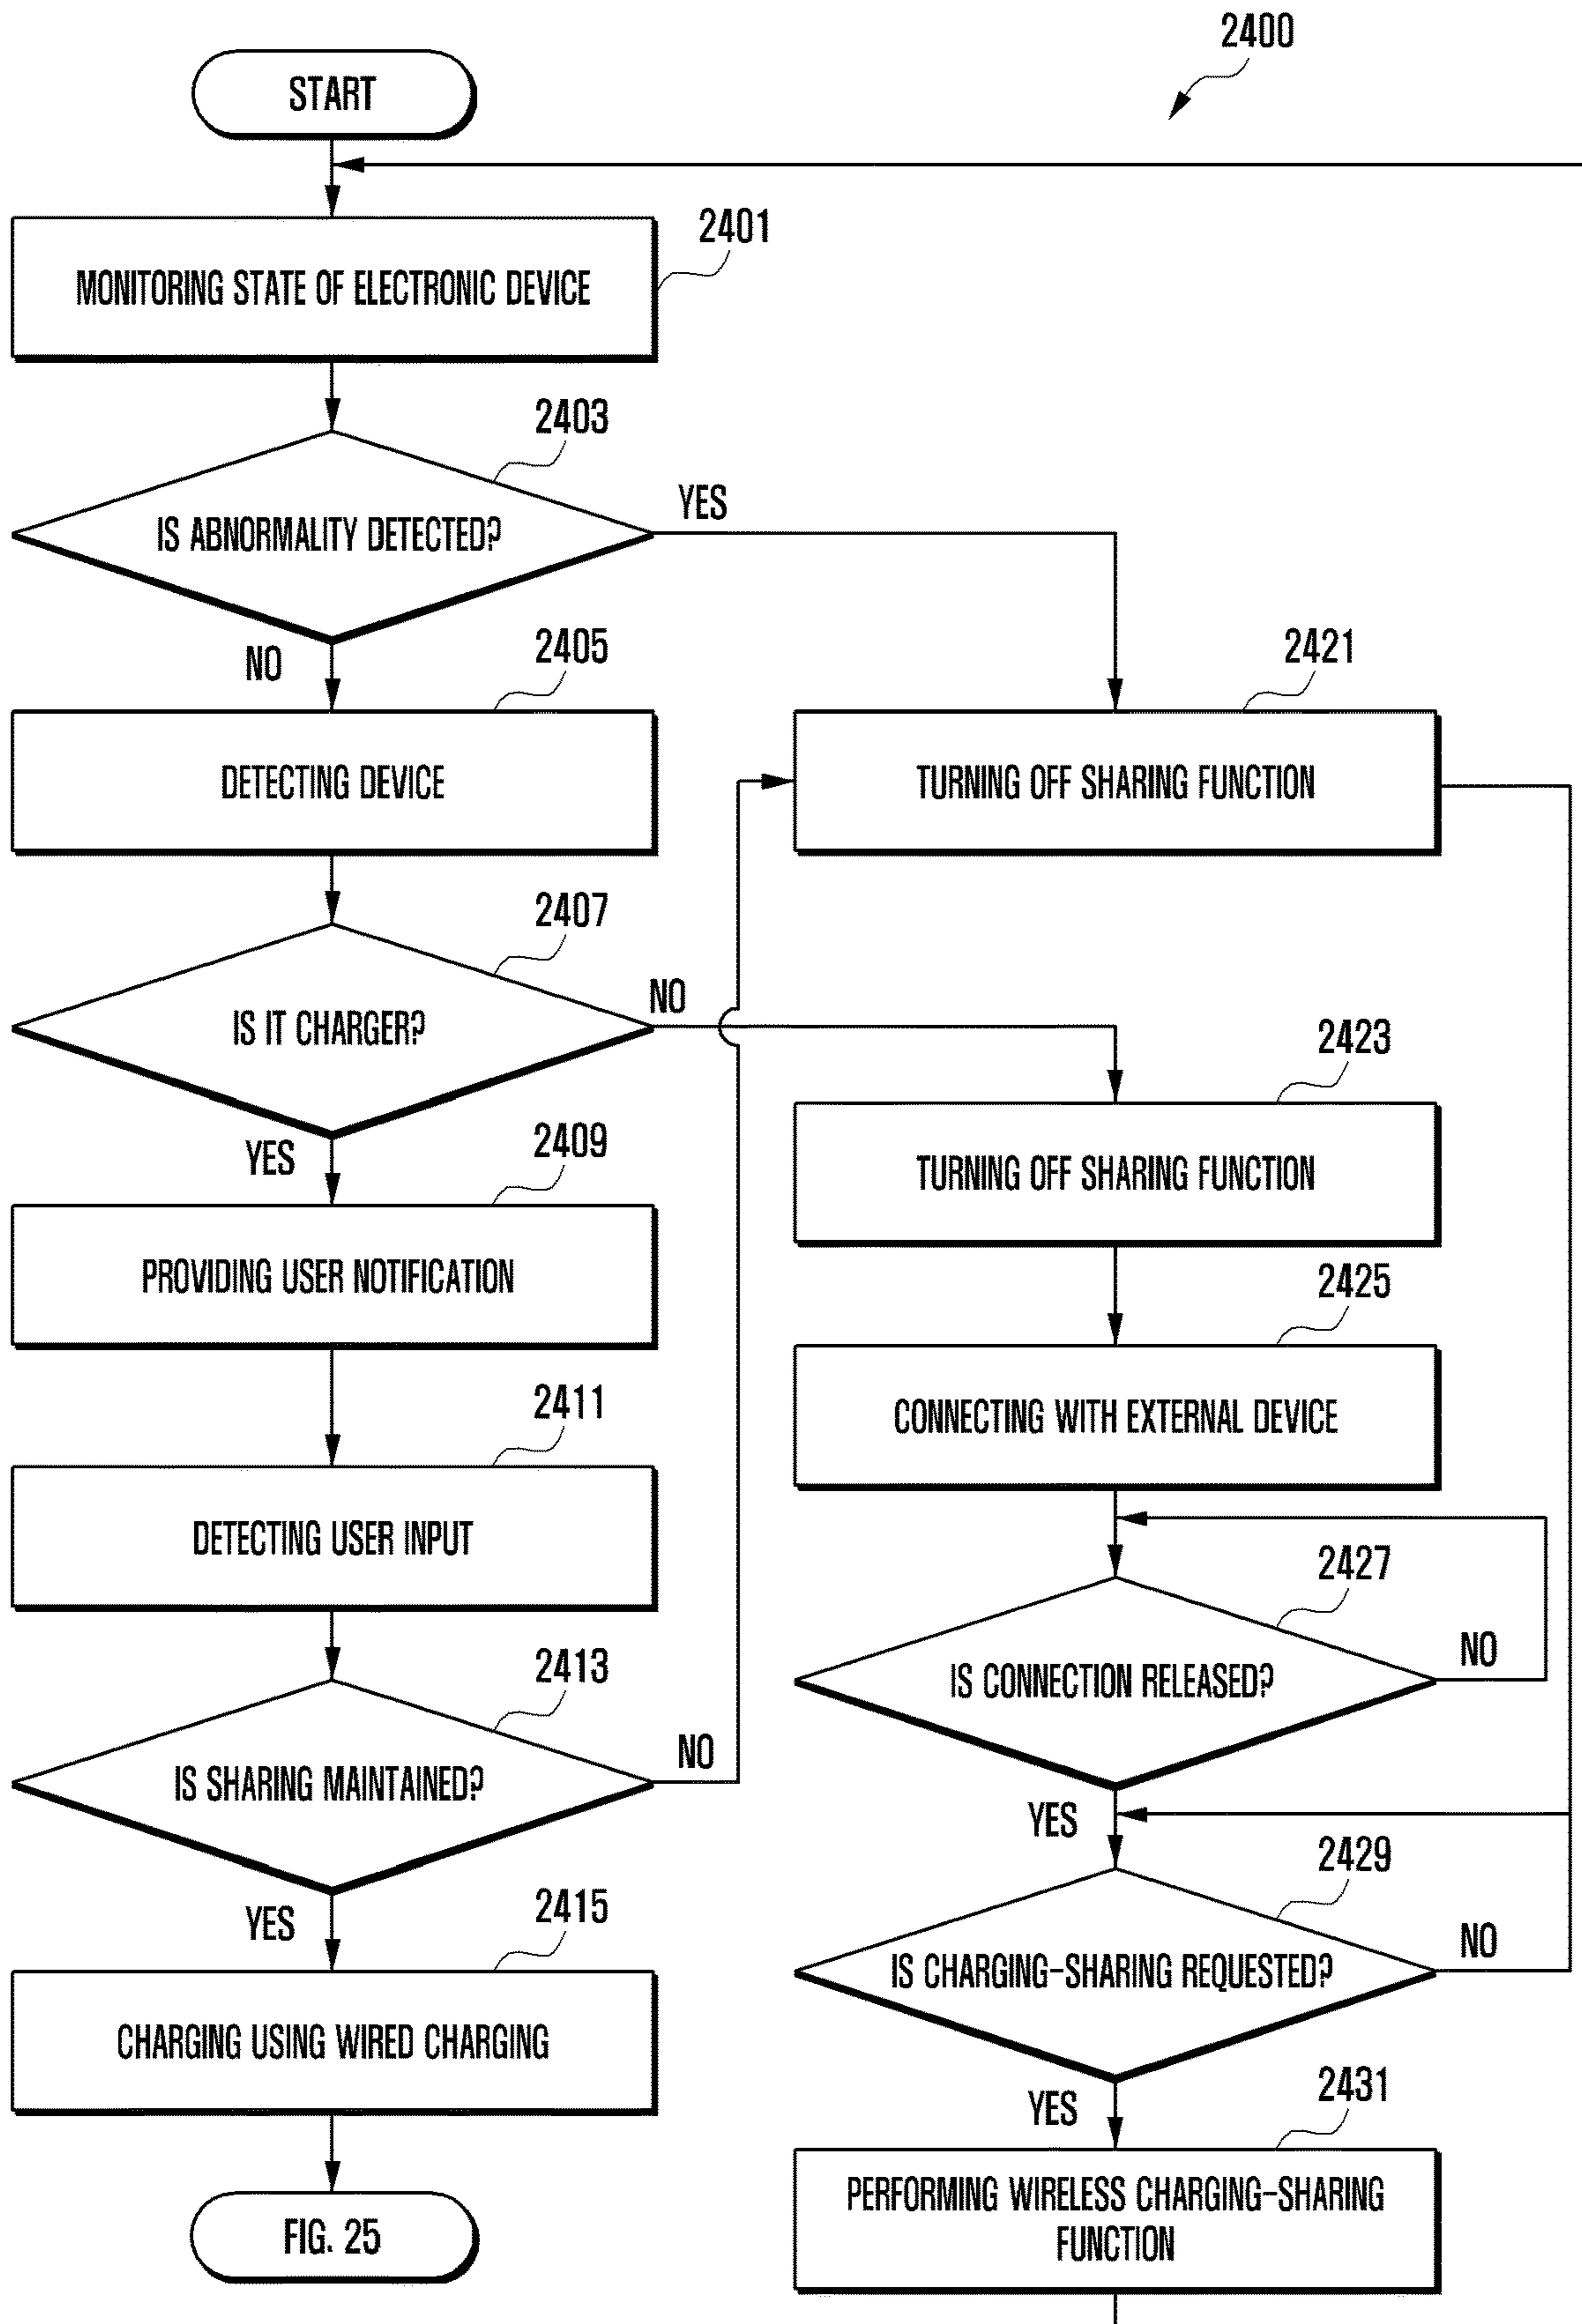 2400
START
2401
MONITORING STATE OF ELECTRONIC DEVICE
2403
IS ABNORMALITY DETECTED?
YES
NO
2405
DETECTING DEVICE
2421
TURNING OFF SHARING FUNCTION
2407
IS IT CHARGER?
NO
YES
2423
TURNING OFF SHARING FUNCTION
2409
PROVIDING USER NOTIFICATION
2425
CONNECTING WITH EXTERNAL DEVICE
2411
DETECTING USER INPUT
2427
IS CONNECTION RELEASED?
NO
YES
2413
IS SHARING MAINTAINED?
NO
YES
2429
IS CHARGING-SHARING REQUESTED?
NO
YES
2415
CHARGING USING WIRED CHARGING
2431
PERFORMING WIRELESS CHARGING-SHARING
FUNCTION
FIG. 25